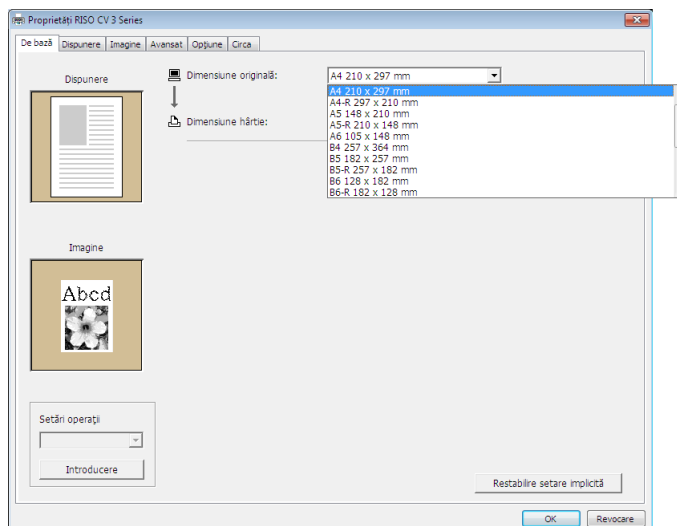 Proprietăți RISO CV 3 Series
De bază Dispunere Imagine Avansat Opțiune Circa
Dispunere
Dimensiune originală: A4 210 x 297 mm
A4 210 x 297 mm
A4-R 297 x 210 mm
A5 148 x 210 mm
Dimensiune hârtie:
A5-R 210 x 148 mm
A6 105 x 148 mm
B4 257 x 364 mm
B5 182 x 257 mm
B5-R 257 x 182 mm
B6 128 x 182 mm
B6-R 182 x 128 mm
Imagine
Abcd
Setări operații
Introducere
Restabilire setare implicită
OK Revocare